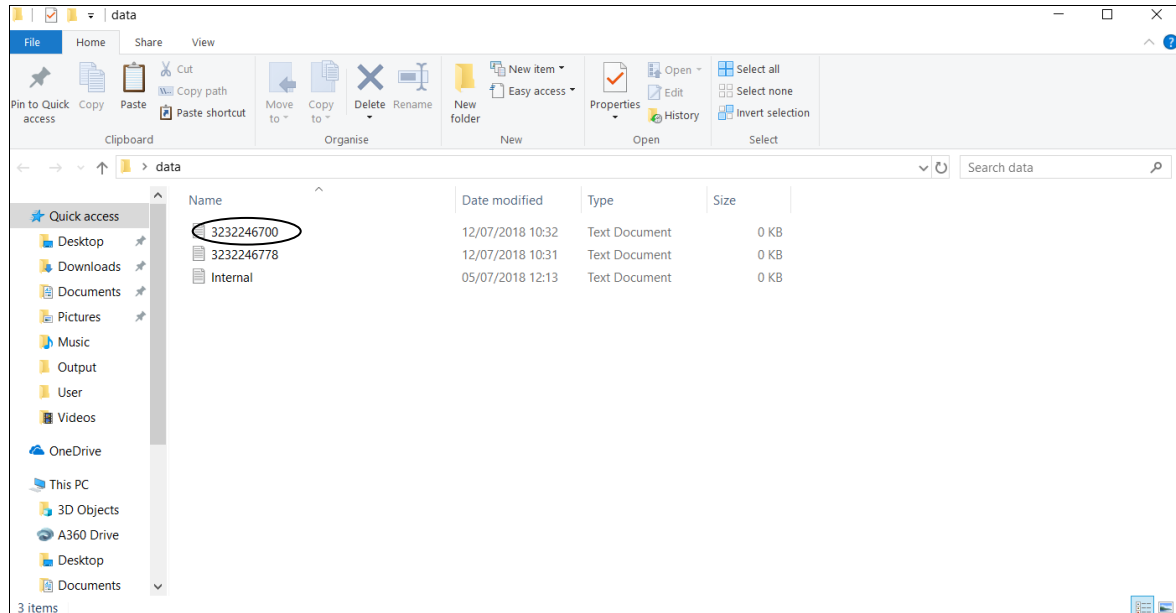 data
File Home Share View
Pin to Quick access Copy Paste Cut Copy path Paste shortcut
Move to Copy to Delete Rename
New folder New item Easy access
Properties Open Edit History
Select all Select none Invert selection
Clipboard Organise New Open Select
data Search data
Name Date modified Type Size
3232246700 12/07/2018 10:32 Text Document 0 KB
3232246778 12/07/2018 10:31 Text Document 0 KB
Internal 05/07/2018 12:13 Text Document 0 KB
Quick access
Desktop
Downloads
Documents
Pictures
Music
Output
User
Videos
OneDrive
This PC
3D Objects
A360 Drive
Desktop
Documents
3 items